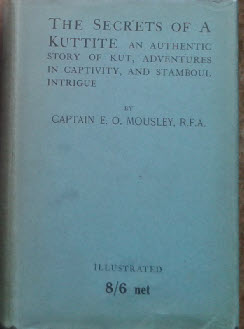 THE SECRETS OF A
KUTTITE AN AUTHENTIC
STORY OF KUT, ADVENTURES
IN CAPTIVITY, AND STAMBOUL
INTRIGUE
BY
CAPTAIN E. O. MOUSLEY, R.F.A.
ILLUSTRATED
8/6 net